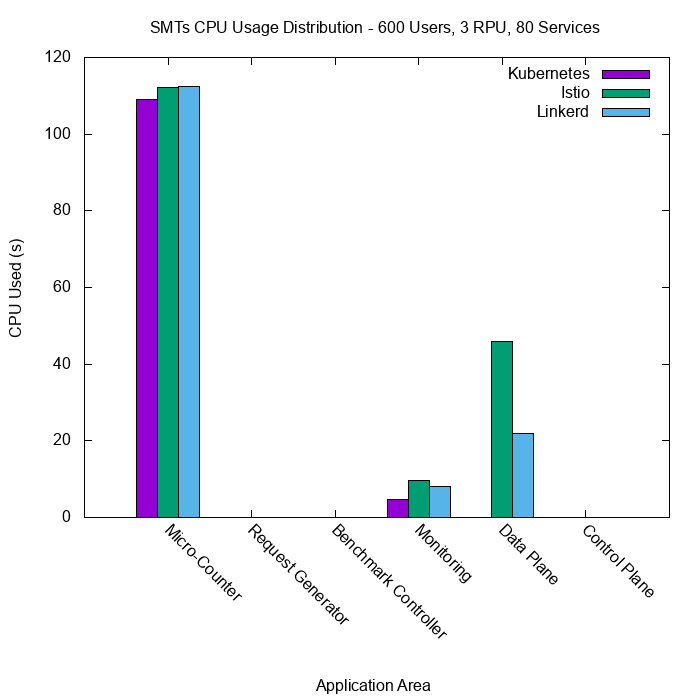 SMTs CPU Usage Distribution - 600 Users, 3 RPU, 80 Services
120
100
80
60
40
20
0
CPU Used (s)
Kubernetes
Istio
Linkerd
Micro-Counter
Request Generator
Benchmark Controller
Monitoring
Data Plane
Control Plane
Application Area